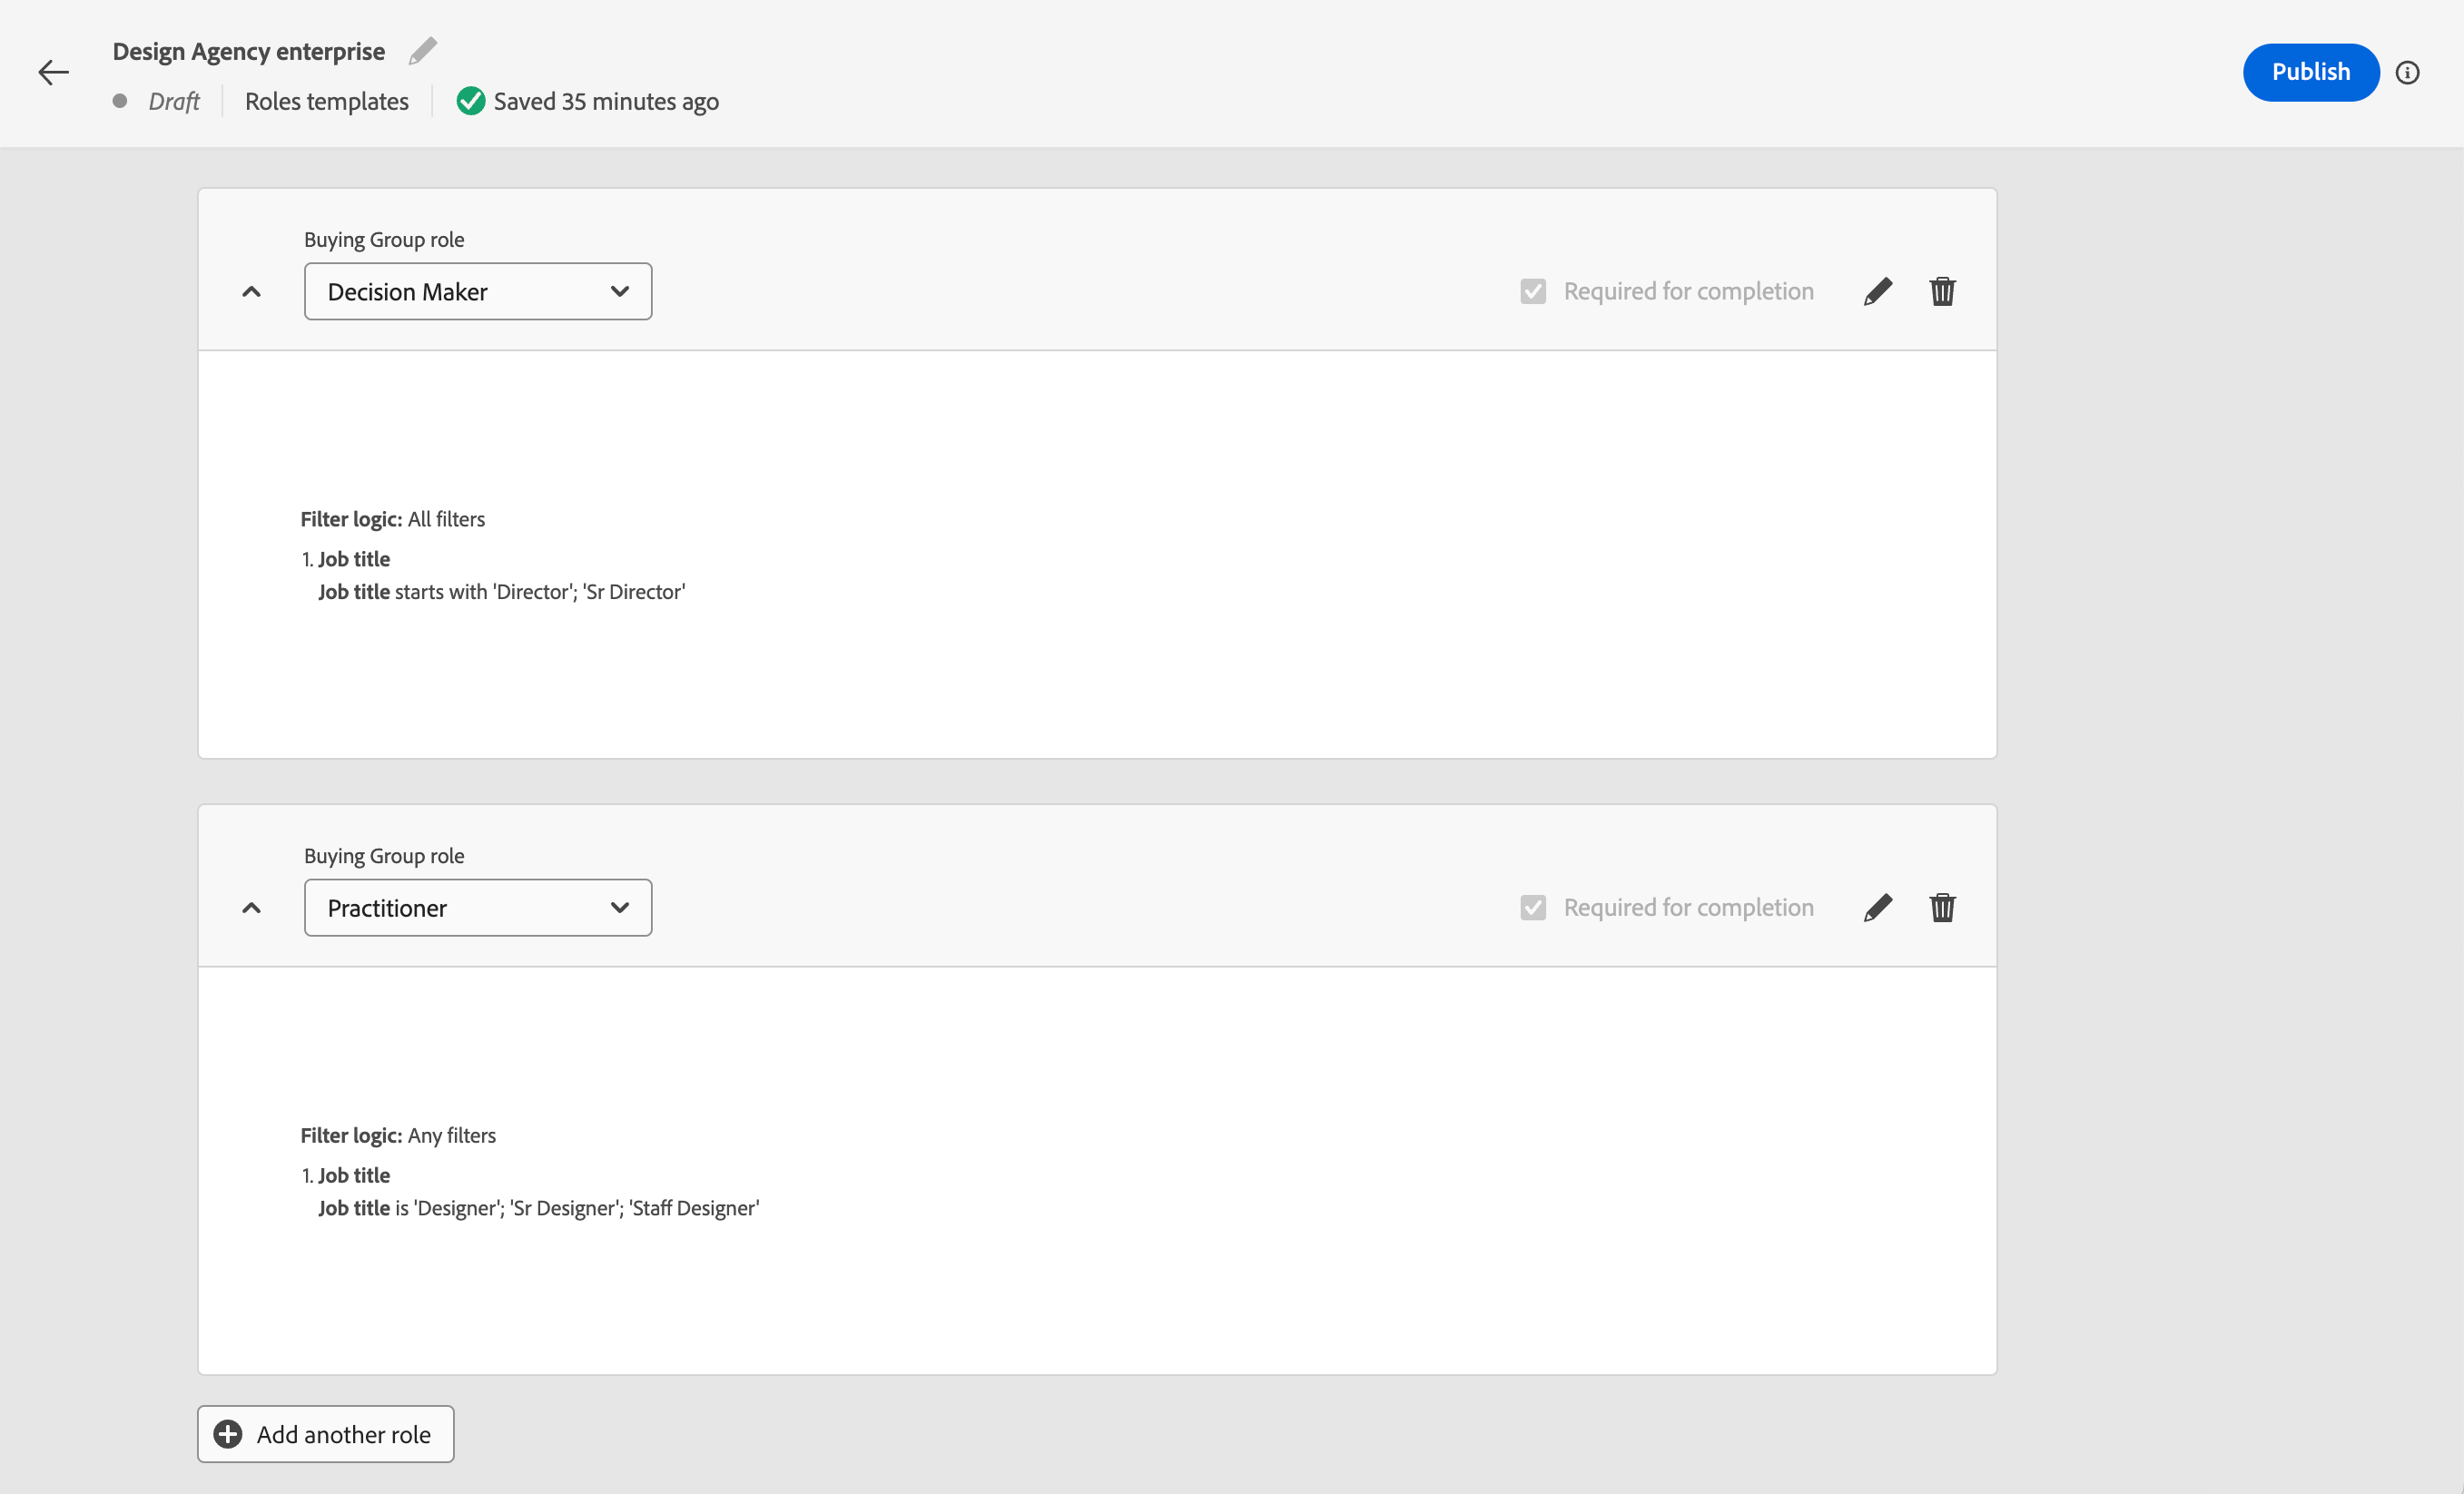 Design Agency enterprise
Draft
Roles templates
Saved 35 minutes ago
Publish
Buying Group role
Decision Maker
Required for completion
Filter logic: All filters
1. Job title
Job title starts with 'Director'; 'Sr Director'
Buying Group role
Practitioner
Required for completion
Filter logic: Any filters
1. Job title
Job title is 'Designer'; 'Sr Designer'; 'Staff Designer'
Add another role